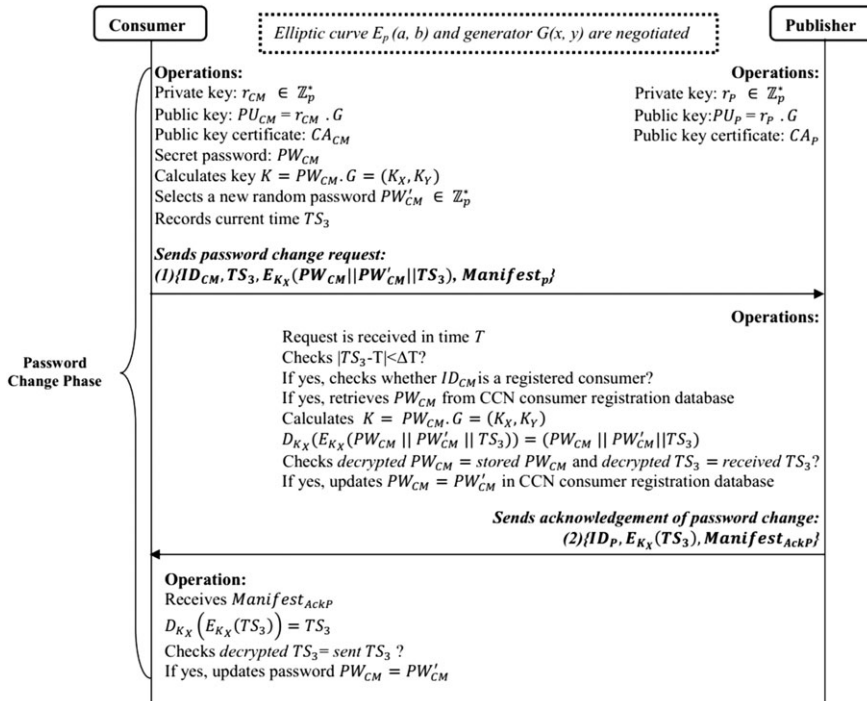 Consumer
Elliptic curve E_p (a, b) and generator G(x, y) are negotiated
Publisher
Operations:
Private key: r_CM ∈ ℤ*_p
Public key: PU_CM = r_CM . G
Public key certificate: CA_CM
Secret password: PW_CM
Calculates key K = PW_CM. G = (K_X, K_Y)
Selects a new random password PW′_CM ∈ ℤ*_p
Records current time TS_3
Operations:
Private key: r_P ∈ ℤ*_p
Public key:PU_P = r_P . G
Public key certificate: CA_P
Sends password change request:
(1){ID_CM, TS_3, E_K_X(PW_CM||PW′_CM||TS_3), Manifest_p}
Password
Change Phase
Operations:
Request is received in time T
Checks |TS_3-T|<ΔT?
If yes, checks whether ID_CM is a registered consumer?
If yes, retrieves PW_CM from CCN consumer registration database
Calculates K = PW_CM. G = (K_X, K_Y)
D_K_X(E_K_X(PW_CM || PW′_CM || TS_3)) = (PW_CM || PW′_CM||TS_3)
Checks decrypted PW_CM = stored PW_CM and decrypted TS_3 = received TS_3?
If yes, updates PW_CM = PW′_CM in CCN consumer registration database
Sends acknowledgement of password change:
(2){ID_P, E_K_X(TS_3), Manifest_AckP}
Operation:
Receives Manifest_AckP
D_K_X(E_K_X(TS_3)) = TS_3
Checks decrypted TS_3= sent TS_3 ?
If yes, updates password PW_CM = PW′_CM